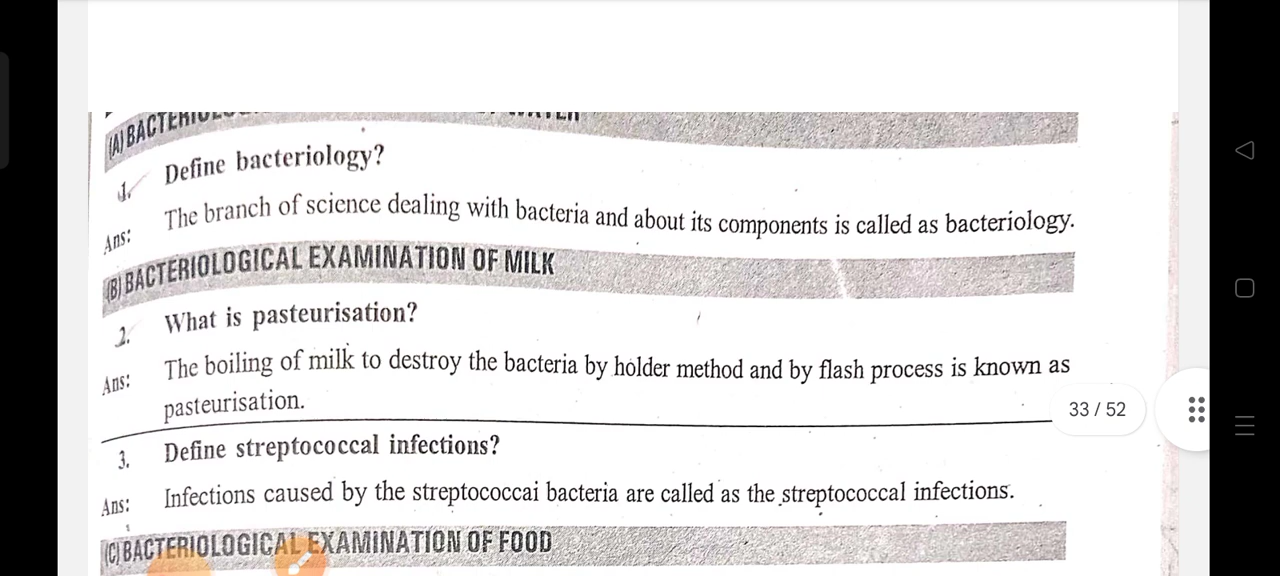 (A) BACTERIOLOGICAL WATER
1. Define bacteriology?
Ans: The branch of science dealing with bacteria and about its components is called as bacteriology.
(B) BACTERIOLOGICAL EXAMINATION OF MILK
2. What is pasteurisation?
Ans: The boiling of milk to destroy the bacteria by holder method and by flash process is known as
pasteurisation.
33 / 52
3. Define streptococcal infections?
Ans: Infections caused by the streptococcai bacteria are called as the streptococcal infections.
(C) BACTERIOLOGICAL EXAMINATION OF FOOD